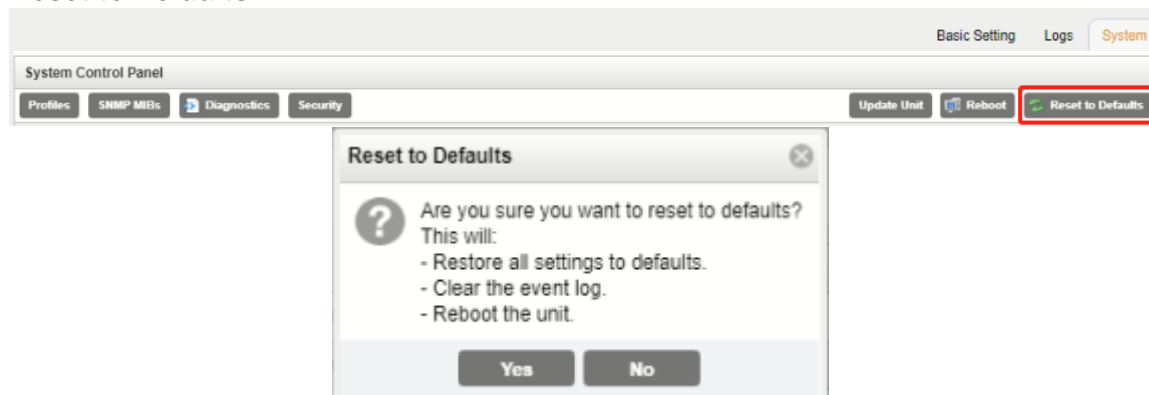 Basic Setting Logs System
System Control Panel
Profiles SNMP MIBs Diagnostics Security Update Unit Reboot Reset to Defaults
Reset to Defaults
Are you sure you want to reset to defaults?
This will:
- Restore all settings to defaults.
- Clear the event log.
- Reboot the unit.
Yes No